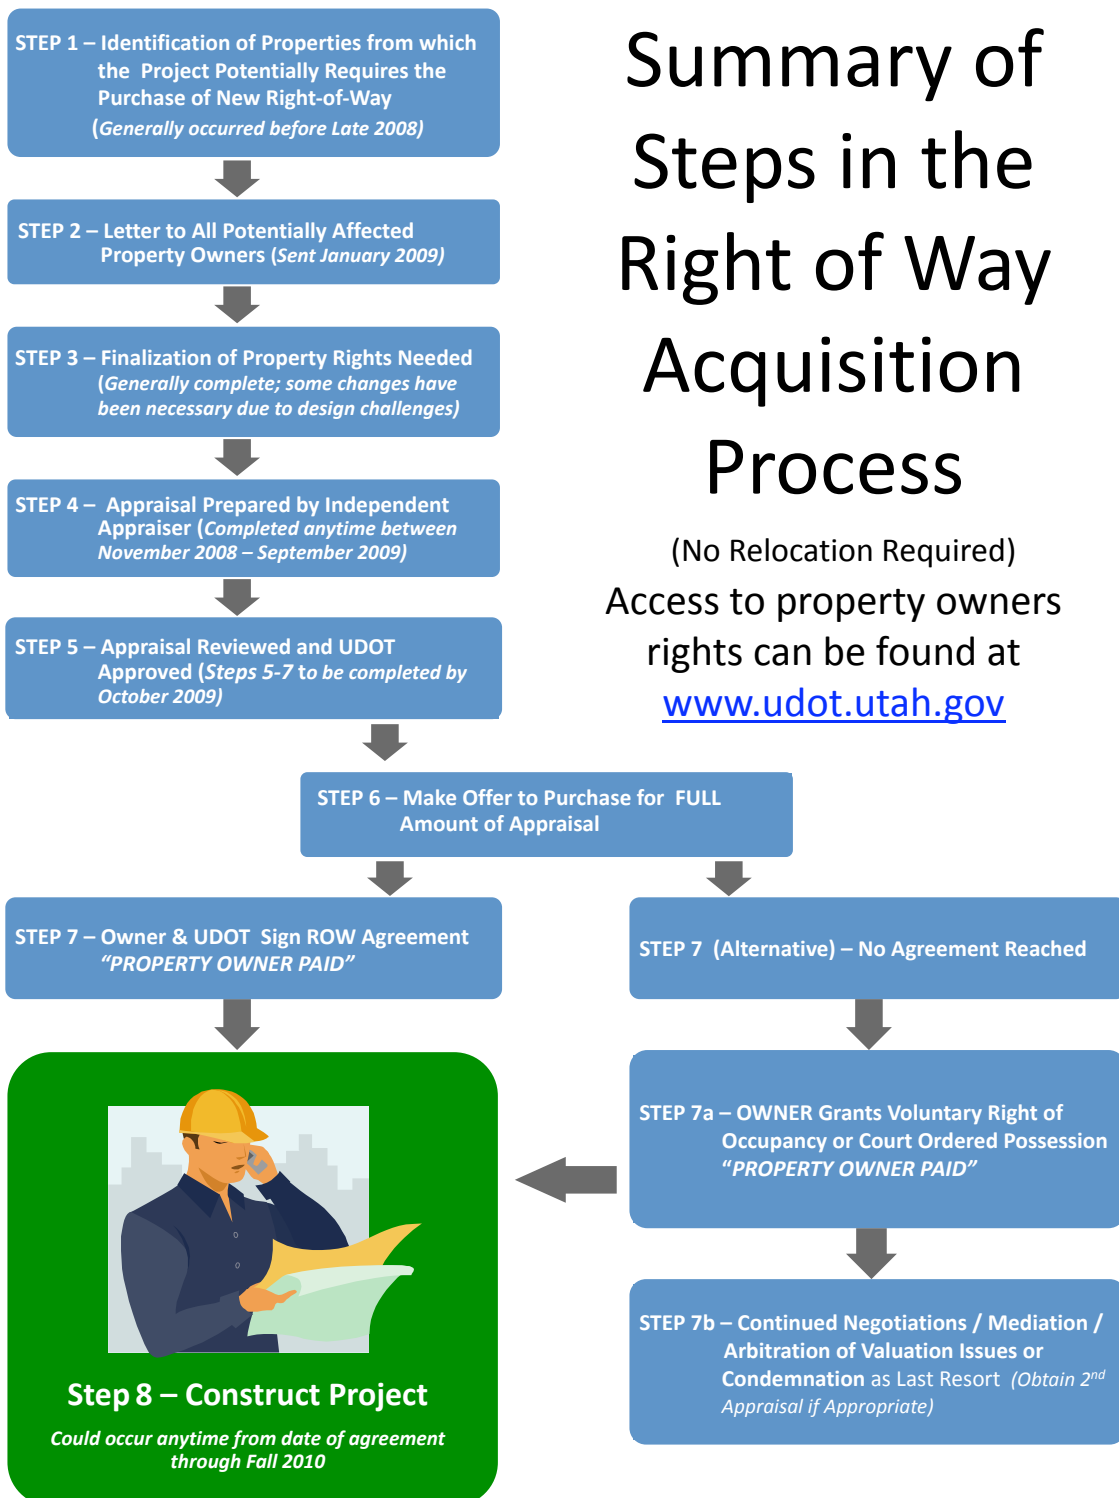 Summary of
Steps in the
Right of Way
Acquisition
Process
(No Relocation Required)
Access to property owners
rights can be found at
www.udot.utah.gov
STEP 1 – Identification of Properties from which
the Project Potentially Requires the
Purchase of New Right-of-Way
(Generally occurred before Late 2008)
STEP 2 – Letter to All Potentially Affected
Property Owners (Sent January 2009)
STEP 3 – Finalization of Property Rights Needed
(Generally complete; some changes have
been necessary due to design challenges)
STEP 4 – Appraisal Prepared by Independent
Appraiser (Completed anytime between
November 2008 – September 2009)
STEP 5 – Appraisal Reviewed and UDOT
Approved (Steps 5-7 to be completed by
October 2009)
STEP 6 – Make Offer to Purchase for FULL
Amount of Appraisal
STEP 7 – Owner & UDOT Sign ROW Agreement
“PROPERTY OWNER PAID”
STEP 7 (Alternative) – No Agreement Reached
STEP 7a – OWNER Grants Voluntary Right of
Occupancy or Court Ordered Possession
“PROPERTY OWNER PAID”
STEP 7b – Continued Negotiations / Mediation /
Arbitration of Valuation Issues or
Condemnation as Last Resort (Obtain 2nd
Appraisal if Appropriate)
Step 8 – Construct Project
Could occur anytime from date of agreement
through Fall 2010